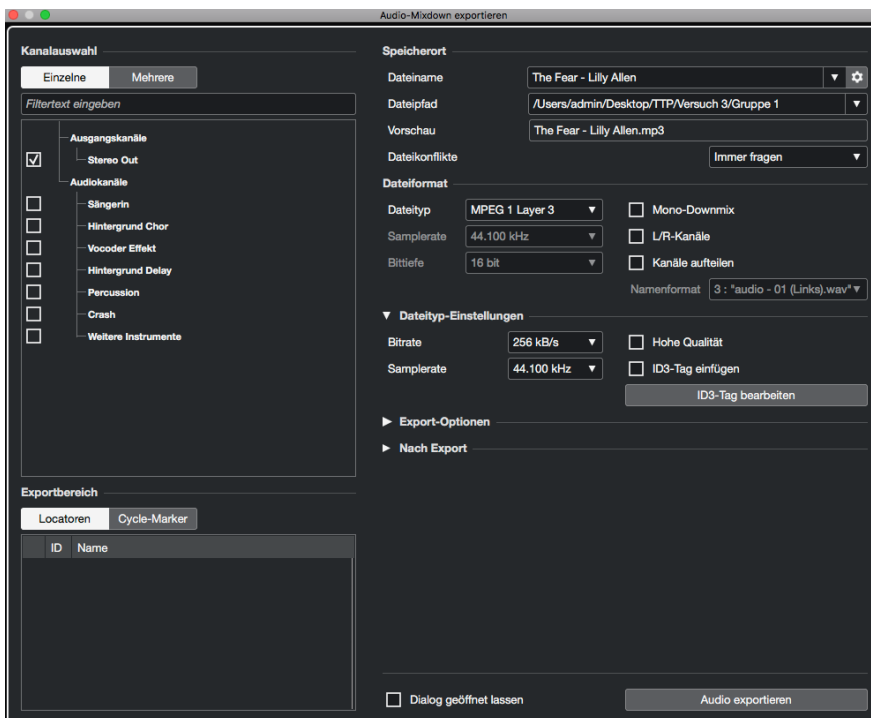 Audio-Mixdown exportieren
Kanalauswahl
Einzelne Mehrere
Filtertext eingeben
Ausgangskanäle
Stereo Out
Audiokanäle
Sängerin
Hintergrund Chor
Vocoder Effekt
Hintergrund Delay
Percussion
Crash
Weitere Instrumente
Exportbereich
Locatoren Cycle-Marker
ID Name
Speicherort
Dateiname The Fear - Lilly Allen
Dateipfad /Users/admin/Desktop/TTP/Versuch 3/Gruppe 1
Vorschau The Fear - Lilly Allen.mp3
Dateikonflikte Immer fragen
Dateiformat
Dateityp MPEG 1 Layer 3 Mono-Downmix
Samplerate 44.100 kHz L/R-Kanäle
Bittiefe 16 bit Kanäle aufteilen
Namenformat 3 : "audio - 01 (Links).wav"
Dateityp-Einstellungen
Bitrate 256 kB/s Hohe Qualität
Samplerate 44.100 kHz ID3-Tag einfügen
ID3-Tag bearbeiten
Export-Optionen
Nach Export
Dialog geöffnet lassen Audio exportieren